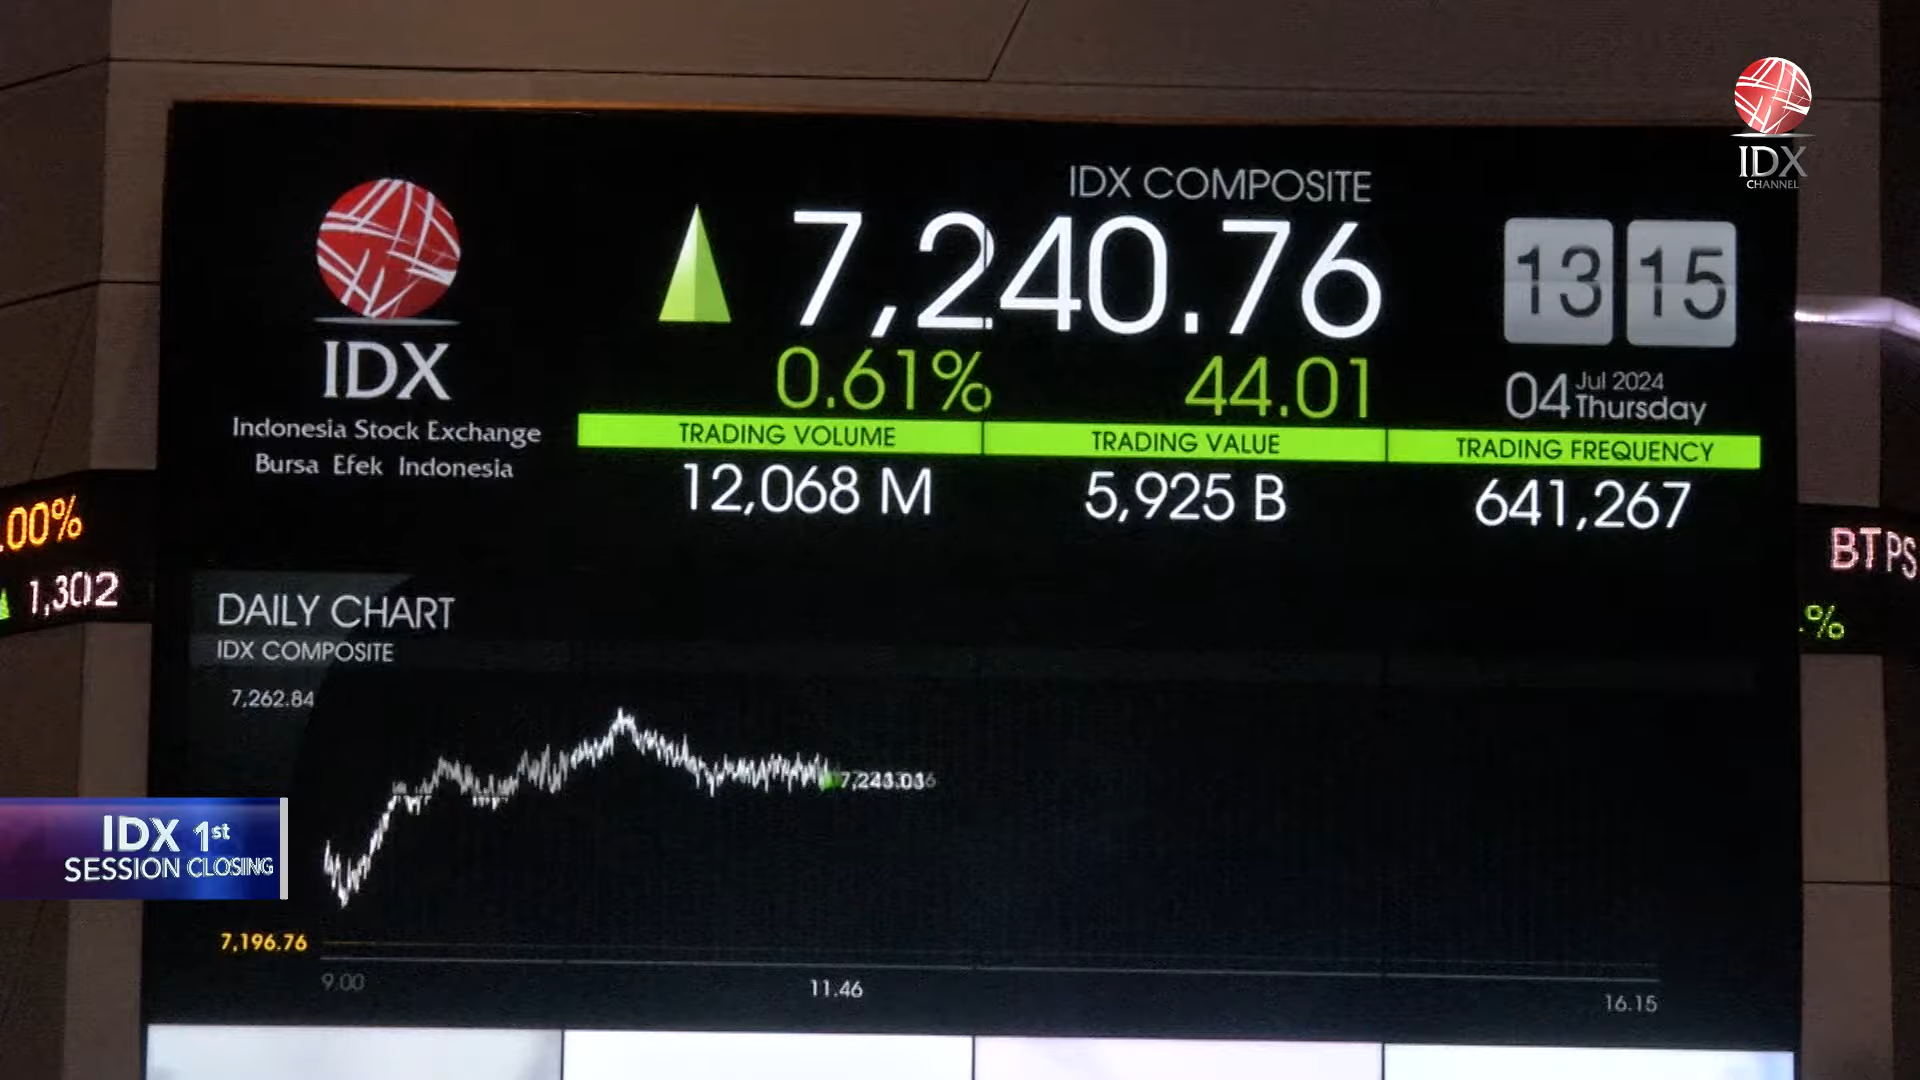 IDX
CHANNEL
IDX COMPOSITE
7,240.76
13 15
0.61% 44.01
04 Jul 2024
Thursday
IDX
Indonesia Stock Exchange
Bursa Efek Indonesia
TRADING VOLUME TRADING VALUE TRADING FREQUENCY
12,068 M 5,925 B 641,267
.00%
1,302
BTPS
%
DAILY CHART
IDX COMPOSITE
7,262.84
IDX 1st
SESSION CLOSING
7,196.76
9.00 11.46 16.15